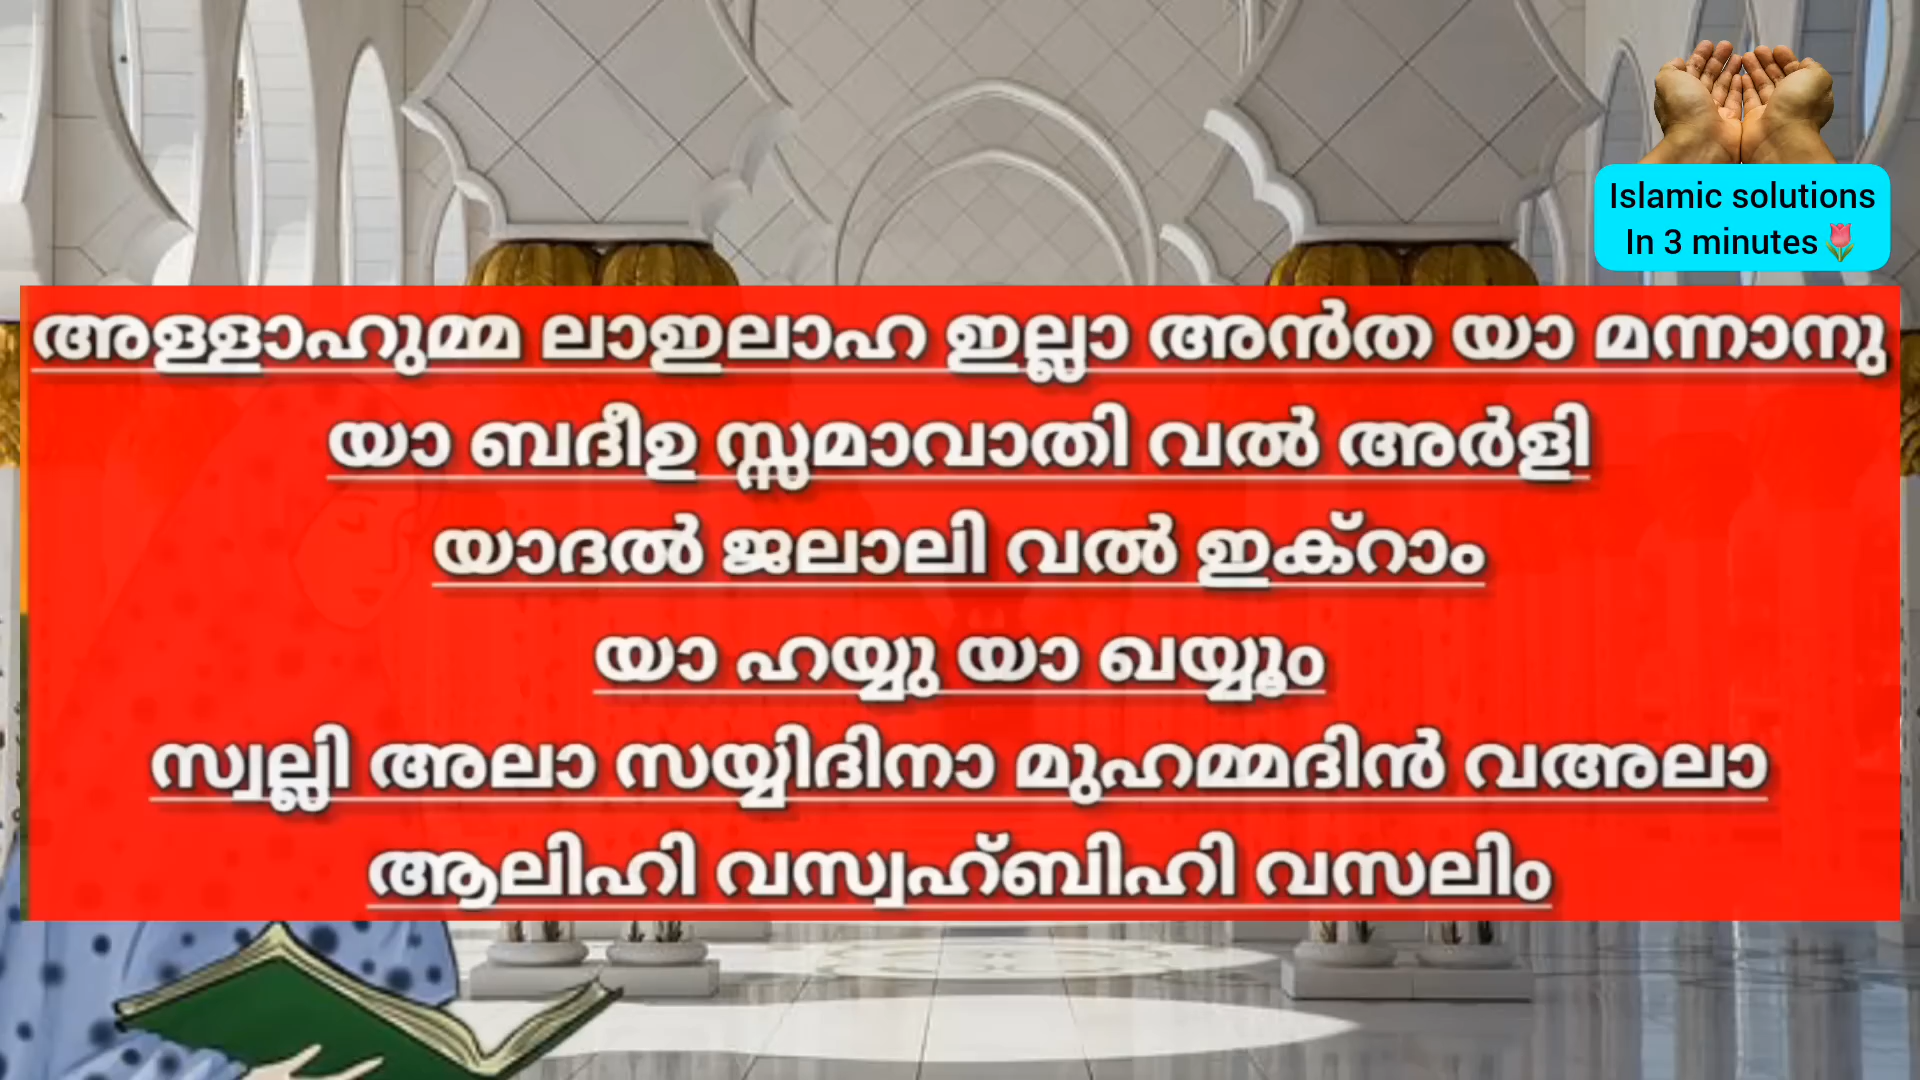 Islamic solutions
In 3 minutes🌷
അള്ളാഹുമ്മ ലാഇലാഹ ഇല്ലാ അൻത യാ മന്നാനു
യാ ബദീഉ സ്സമാവാതി വൽ അർളി
യാദൽ ജലാലി വൽ ഇക്റാം
യാ ഹയ്യു യാ ഖയ്യൂം
സ്വല്ലി അലാ സയ്യിദിനാ മുഹമ്മദിൻ വഅലാ
ആലിഹി വസ്വഹ്ബിഹി വസലിം